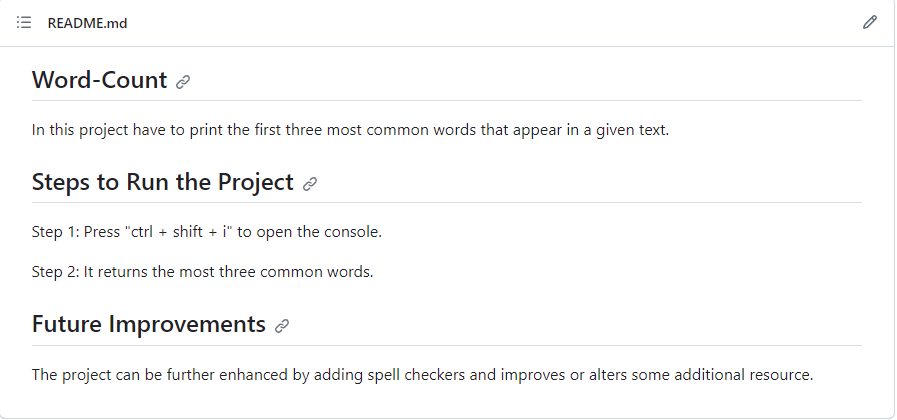 README.md
Word-Count
In this project have to print the first three most common words that appear in a given text.
Steps to Run the Project
Step 1: Press "ctrl + shift + i" to open the console.
Step 2: It returns the most three common words.
Future Improvements
The project can be further enhanced by adding spell checkers and improves or alters some additional resource.